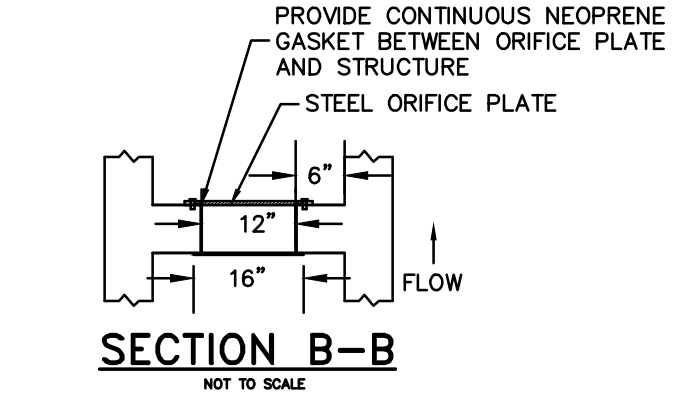 PROVIDE CONTINUOUS NEOPRENE
GASKET BETWEEN ORIFICE PLATE
AND STRUCTURE
STEEL ORIFICE PLATE
6”
12”
16”
FLOW
SECTION B-B
NOT TO SCALE